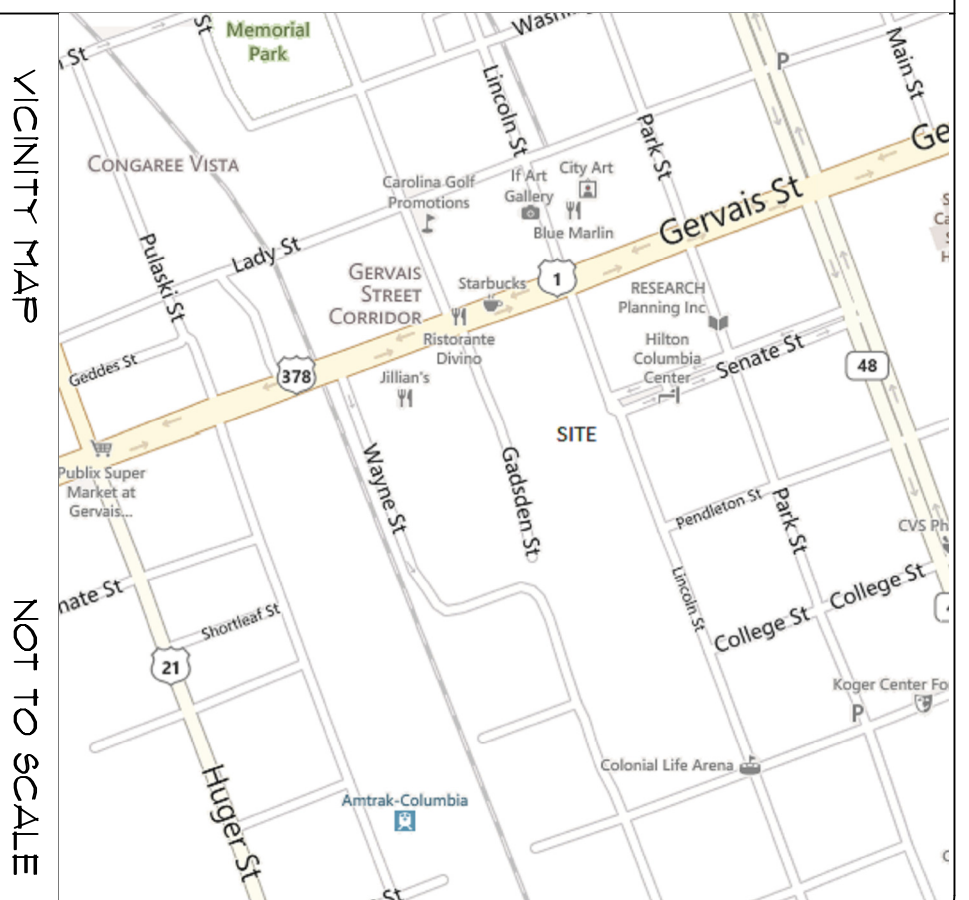 VICINITY MAP
NOT TO SCALE
St
Memorial
Park
St
Lincoln St
Park St
P
Main St
CONGAREE VISTA
Carolina Golf
Promotions
If Art
Gallery
City Art
Blue Marlin
Gervais St
Pulaski St
Lady St
GERVAIS
STREET
CORRIDOR
Starbucks
1
RESEARCH
Planning Inc
Ristorante
Divino
Hilton
Columbia
Center
Senate St
48
Geddes St
378
Jillian's
SITE
Publix Super
Market at
Gervais...
Wayne St
Gadsden St
Pendleton St
Park St
CVS Ph
nate St
Shortleaf St
Lincoln St
College St
College St
21
Koger Center Fo
P
Colonial Life Arena
Huger St
Amtrak-Columbia
St